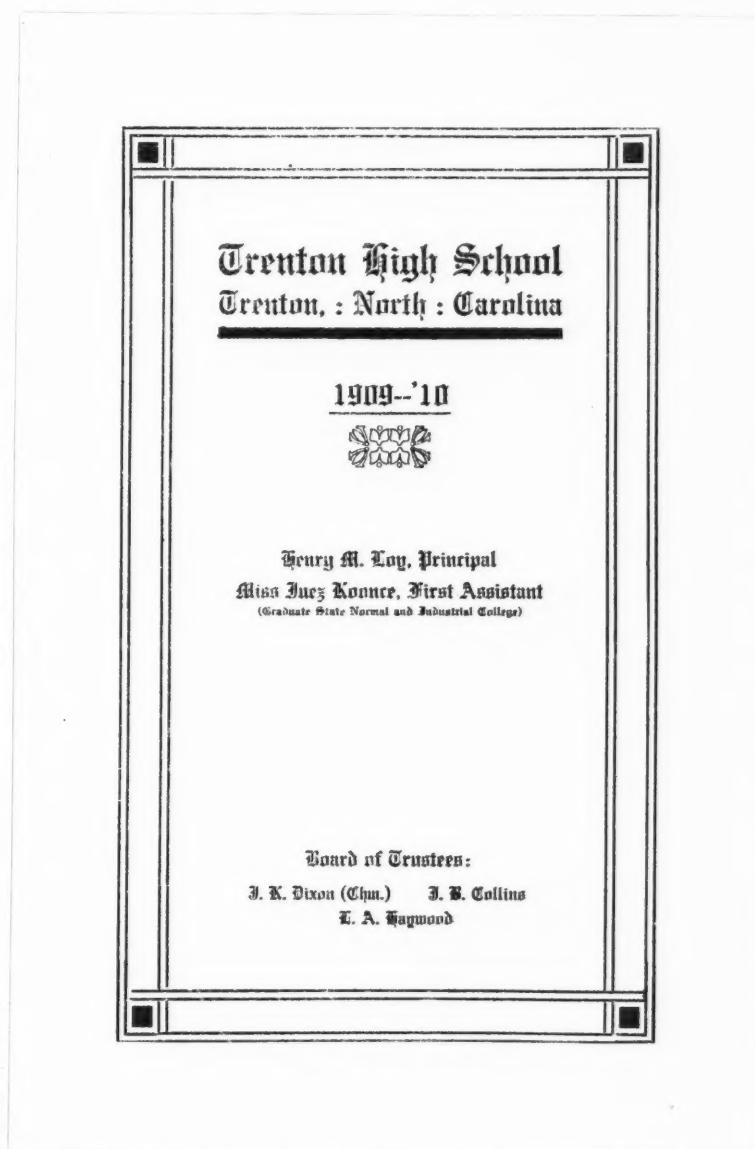 Trenton High School
Trenton, : North : Carolina
1909--'10
Henry M. Loy, Principal
Miss Inez Koonce, First Assistant
(Graduate State Normal and Industrial College)
Board of Trustees:
J. K. Dixon (Chm.) J. B. Collins
L. A. Haywood